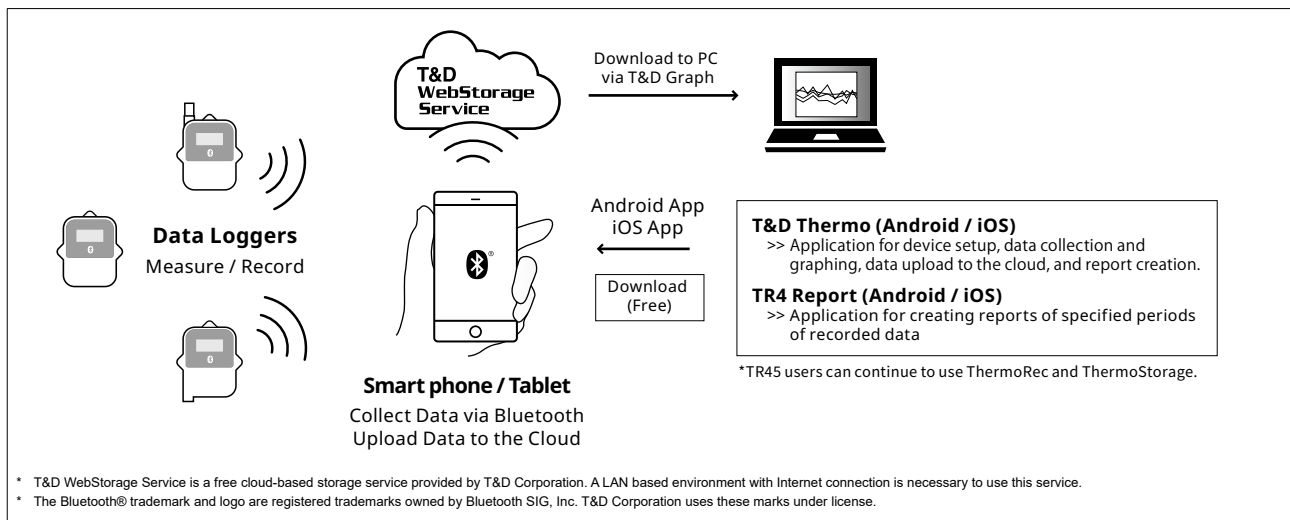 T&D
WebStorage
Service
Download to PC
via T&D Graph
Data Loggers
Measure / Record
Android App
iOS App
Download
(Free)
T&D Thermo (Android / iOS)
>> Application for device setup, data collection and
graphing, data upload to the cloud, and report creation.
TR4 Report (Android / iOS)
>> Application for creating reports of specified periods
of recorded data
*TR45 users can continue to use ThermoRec and ThermoStorage.
Smart phone / Tablet
Collect Data via Bluetooth
Upload Data to the Cloud
* T&D WebStorage Service is a free cloud-based storage service provided by T&D Corporation. A LAN based environment with Internet connection is necessary to use this service.
* The Bluetooth® trademark and logo are registered trademarks owned by Bluetooth SIG, Inc. T&D Corporation uses these marks under license.